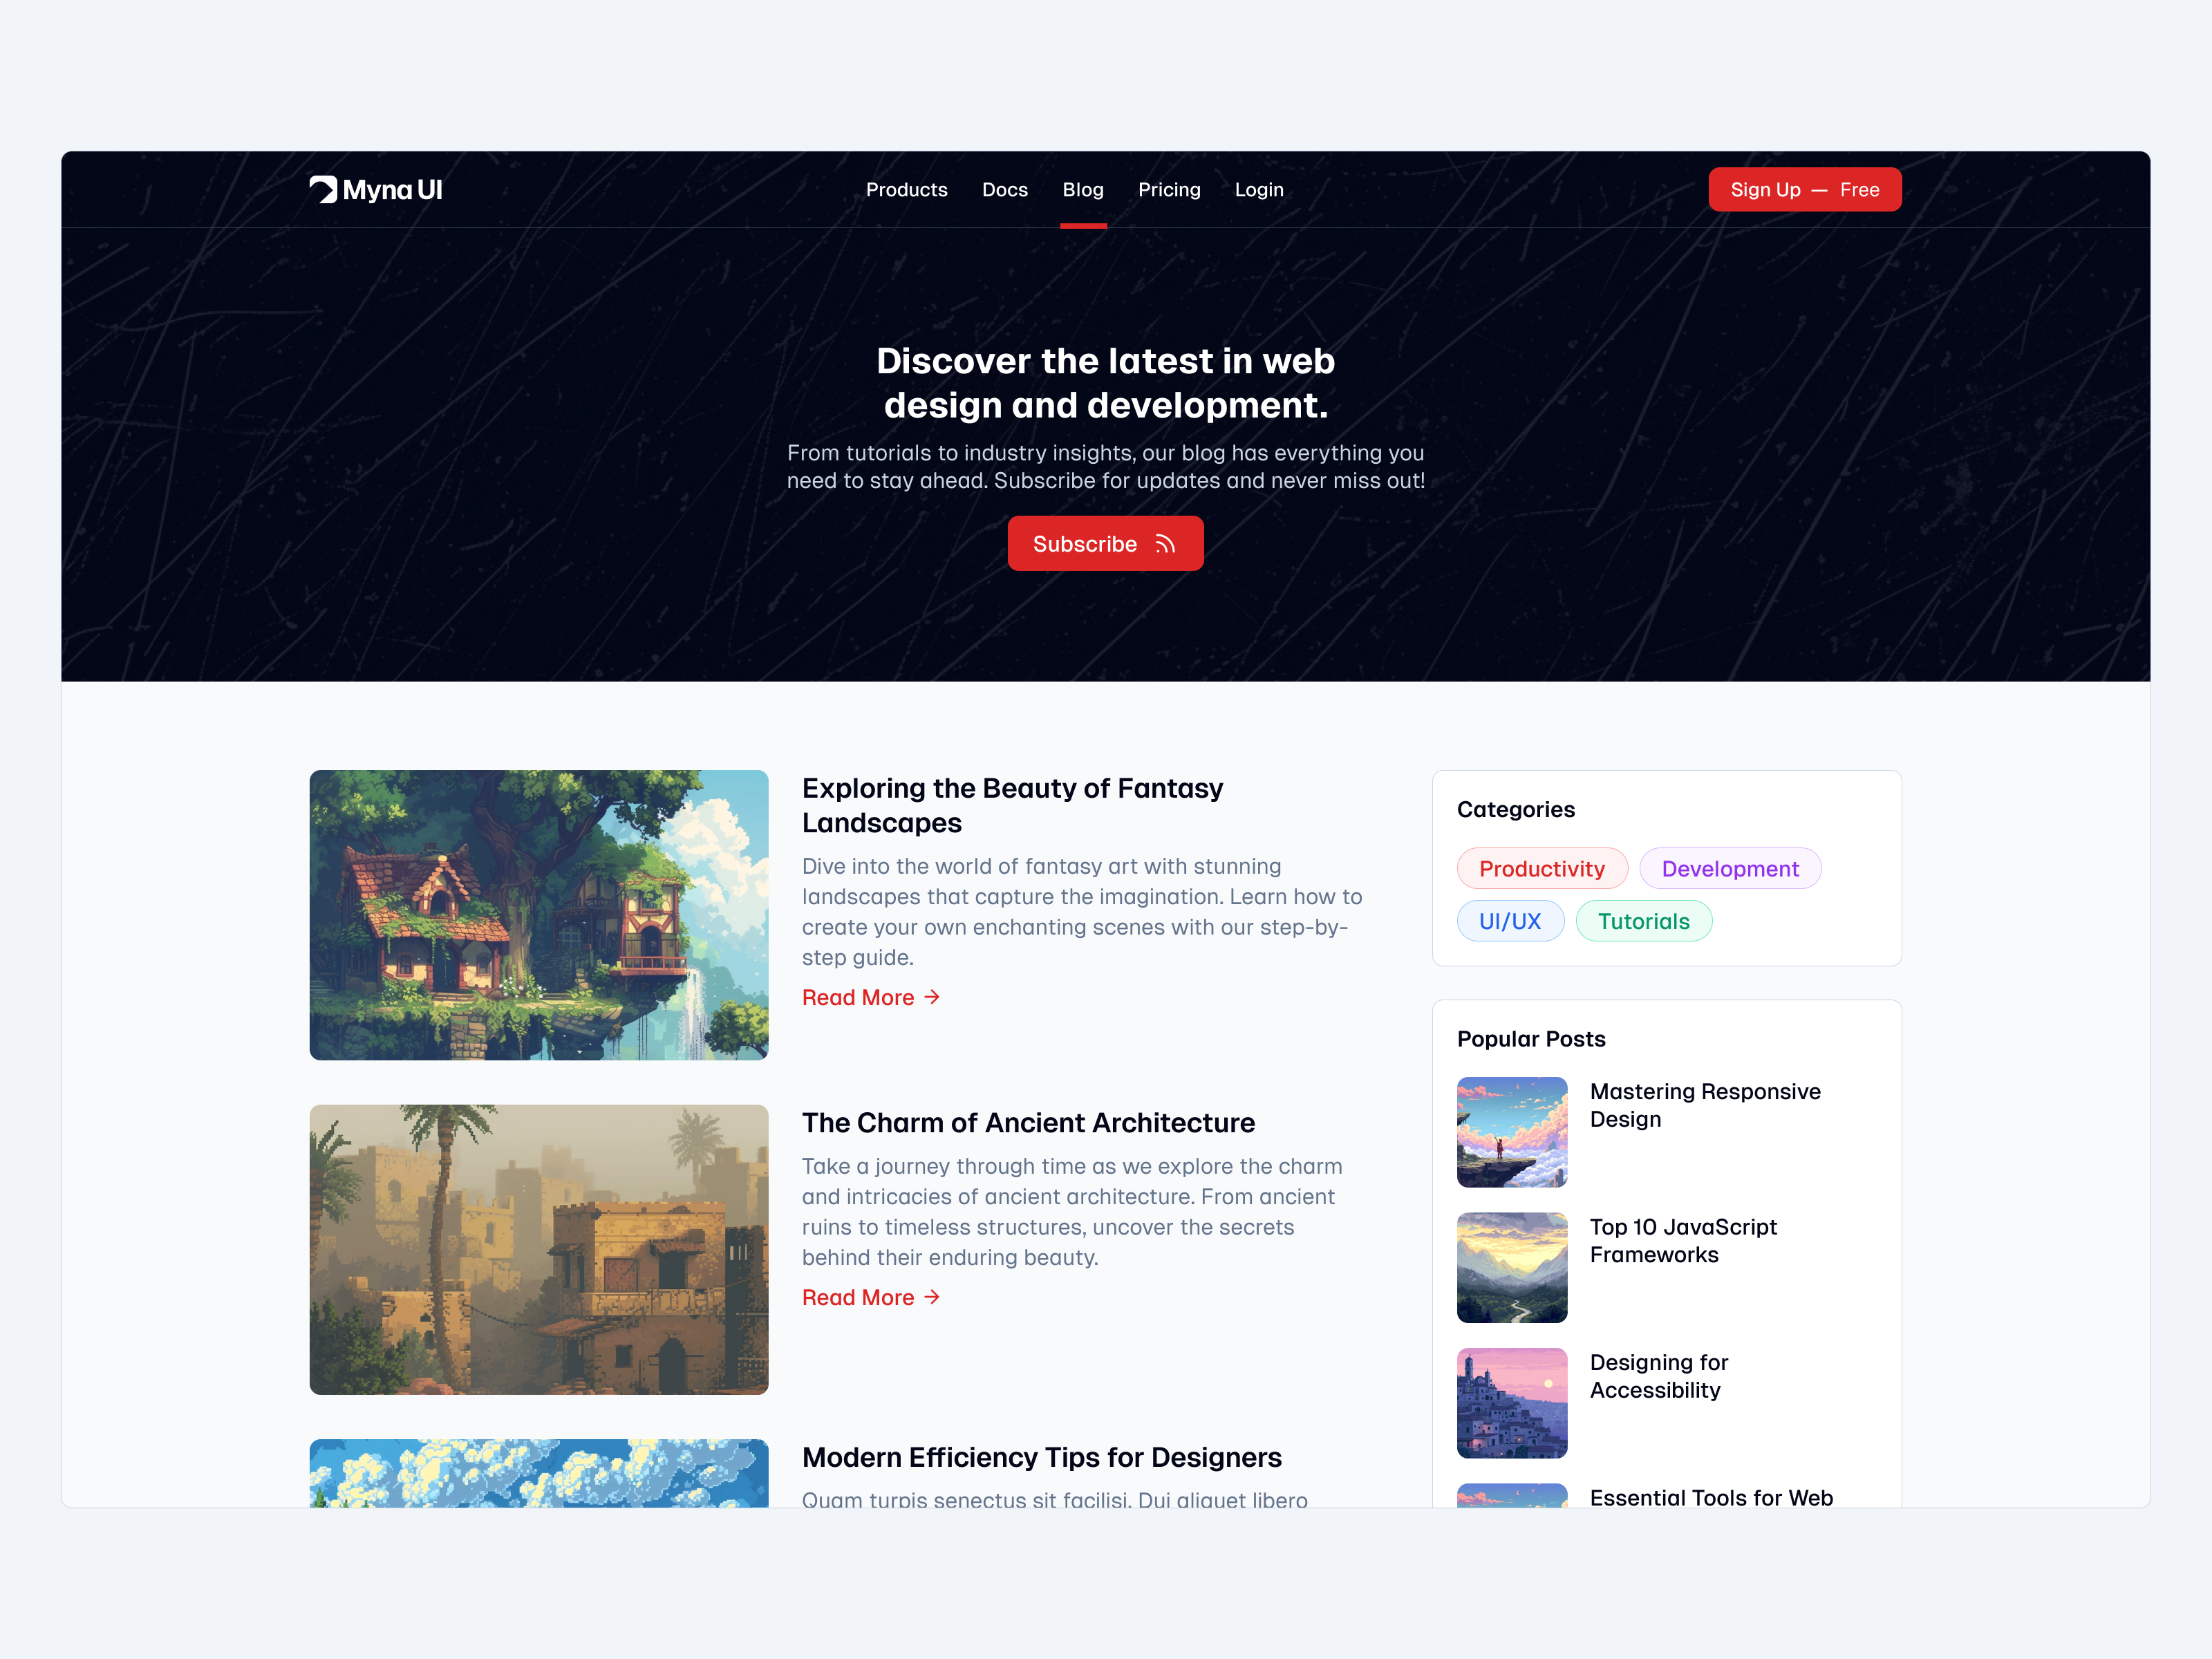 Myna UI
Products
Docs
Blog
Pricing
Login
Sign Up — Free
Discover the latest in web
design and development.
From tutorials to industry insights, our blog has everything you
need to stay ahead. Subscribe for updates and never miss out!
Subscribe
Exploring the Beauty of Fantasy
Landscapes
Dive into the world of fantasy art with stunning
landscapes that capture the imagination. Learn how to
create your own enchanting scenes with our step-by-
step guide.
Read More
The Charm of Ancient Architecture
Take a journey through time as we explore the charm
and intricacies of ancient architecture. From ancient
ruins to timeless structures, uncover the secrets
behind their enduring beauty.
Read More
Modern Efficiency Tips for Designers
Quam turpis senectus sit facilisi. Dui aliquet libero
Categories
Productivity
Development
UI/UX
Tutorials
Popular Posts
Mastering Responsive
Design
Top 10 JavaScript
Frameworks
Designing for
Accessibility
Essential Tools for Web